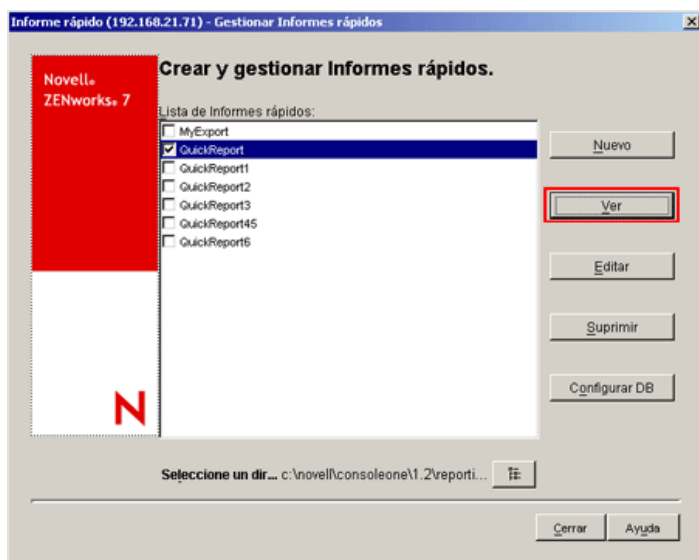 Informe rápido (192.168.21.71) - Gestionar Informes rápidos
Novell®
ZENworks® 7
Crear y gestionar Informes rápidos.
Lista de Informes rápidos:
MyExport
QuickReport
QuickReport1
QuickReport2
QuickReport3
QuickReport45
QuickReport6
Nuevo
Ver
Editar
Suprimir
Configurar DB
N
Seleccione un dir... c:\novell\consoleone\1.2\reporti...
Cerrar
Ayuda